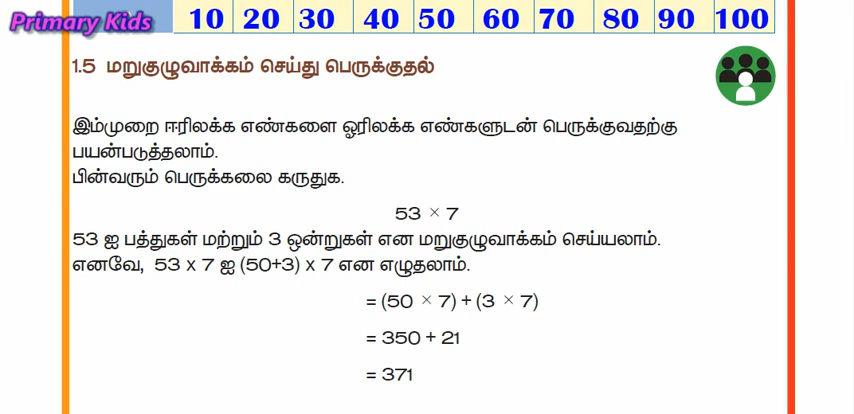 Primary Kids 10 20 30 40 50 60 70 80 90 100
1.5 மறுகுழுவாக்கம் செய்து பெருக்குதல்
இம்முறை ஈரிலக்க எண்களை ஓரிலக்க எண்களுடன் பெருக்குவதற்கு
பயன்படுத்தலாம்.
பின்வரும் பெருக்கலை கருதுக.
53 × 7
53 ஐ பத்துகள் மற்றும் 3 ஒன்றுகள் என மறுகுழுவாக்கம் செய்யலாம்.
எனவே, 53 x 7 ஐ (50+3) x 7 என எழுதலாம்.
= (50 × 7) + (3 × 7)
= 350 + 21
= 371